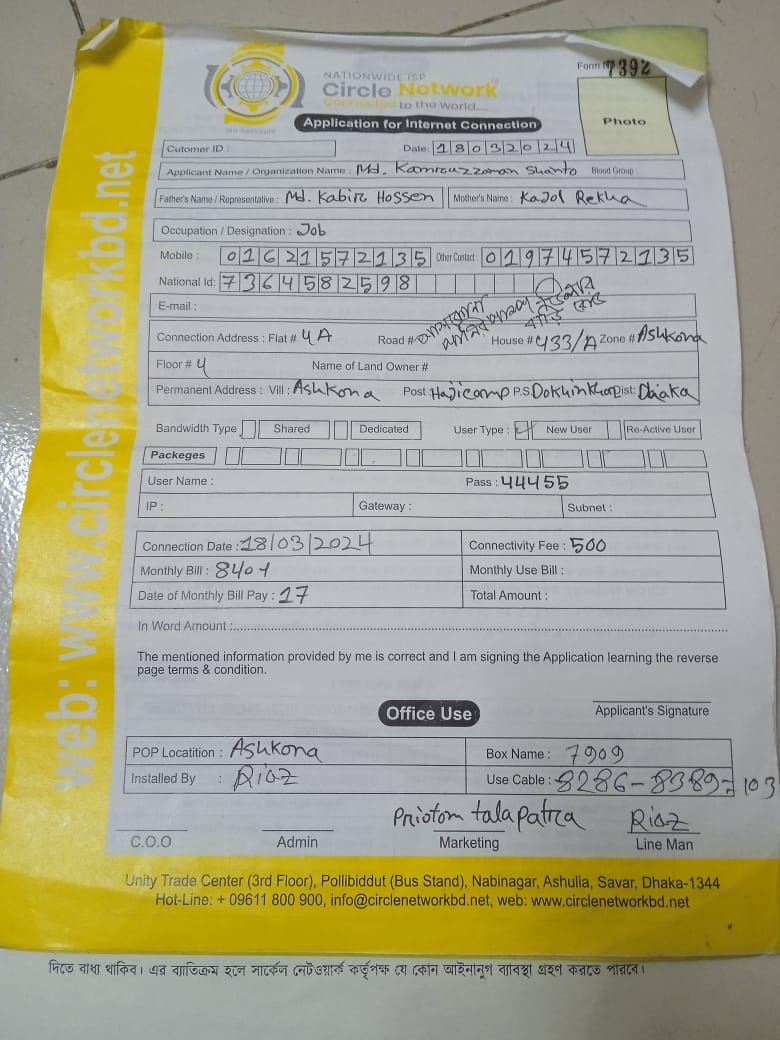 NATIONWIDE ISP
Circle Network
Connected to the World....
Form No 7392
Application for Internet Connection
Photo
Cutomer ID :
Date: 18032024
Applicant Name / Organization Name : Md. Kamruzzaman Shanto Blood Group :
Father's Name / Representative : Md. Kabir Hossen Mother's Name : Kajol Rekha
Occupation / Designation : Job
Mobile : 01621572135 Other Contact : 01974572135
National Id: 7364582598
E-mail :
Connection Address : Flat # 4A Road # House # 433/A Zone # Ashkona
Floor # 4 Name of Land Owner #
Permanent Address : Vill : Ashkona Post : Hajicamp P.S. Dokhinkhan Dist: Dhaka
Bandwidth Type Shared Dedicated User Type : New User Re-Active User
Packeges
User Name : Pass : 44455
IP : Gateway : Subnet :
Connection Date : 18/03/2024 Connectivity Fee : 500
Monthly Bill : 840/- Monthly Use Bill :
Date of Monthly Bill Pay : 17 Total Amount :
In Word Amount :
The mentioned information provided by me is correct and I am signing the Application learning the reverse
page terms & condition.
Applicant's Signature
Office Use
POP Locatition : Ashkona Box Name : 7909
Installed By : Riaz Use Cable : 8286-8389=103
Priotom talapatra Riaz
C.O.O Admin Marketing Line Man
Unity Trade Center (3rd Floor), Pollibiddut (Bus Stand), Nabinagar, Ashulia, Savar, Dhaka-1344
Hot-Line: + 09611 800 900, info@circlenetworkbd.net, web: www.circlenetworkbd.net
web: www.circlenetworkbd.net
দিতে বাধ্য থাকিব। এর ব্যতিক্রম হলে সার্কেল নেটওয়ার্ক কর্তৃপক্ষ যে কোন আইনানুগ ব্যবস্থা গ্রহণ করতে পারবে।